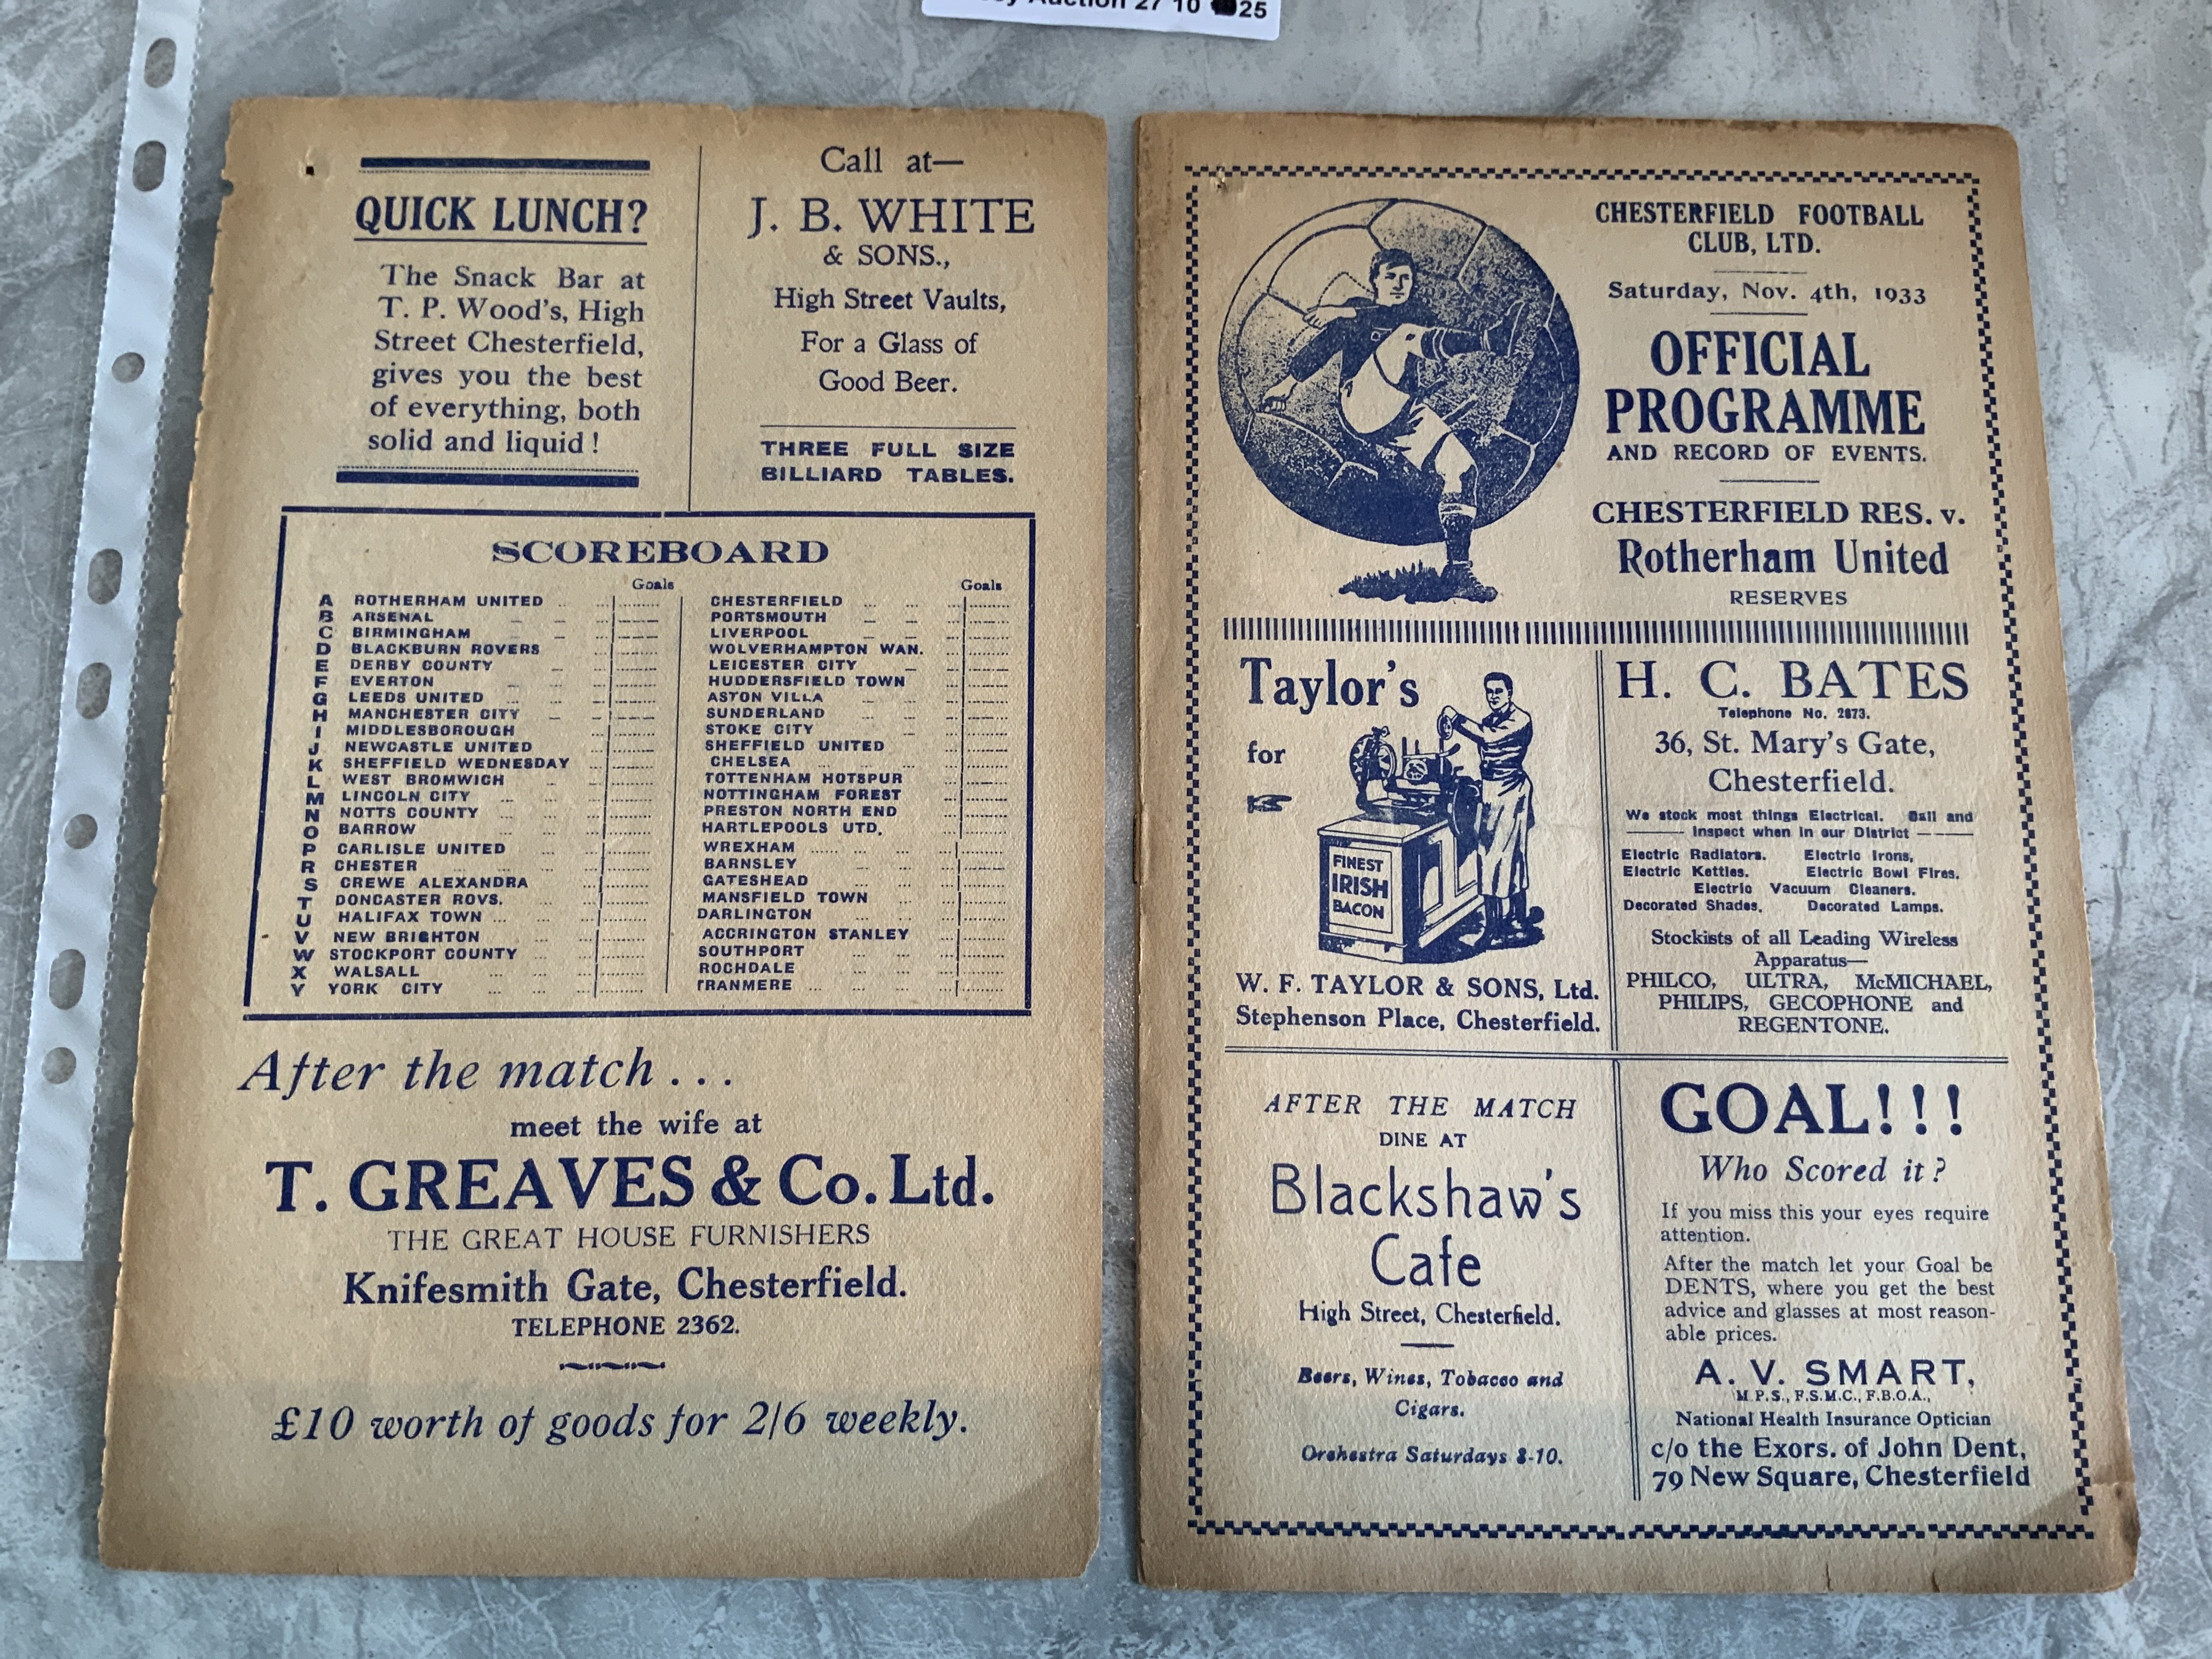 Auction 27 10
25
QUICK LUNCH?
The Snack Bar at
T. P. Wood's, High
Street Chesterfield,
gives you the best
of everything, both
solid and liquid !
Call at—
J. B. WHITE
& SONS.,
High Street Vaults,
For a Glass of
Good Beer.
THREE FULL SIZE
BILLIARD TABLES.
SCOREBOARD
Goals Goals
A ROTHERHAM UNITED CHESTERFIELD
B ARSENAL PORTSMOUTH
C BIRMINGHAM LIVERPOOL
D BLACKBURN ROVERS WOLVERHAMPTON WAN.
E DERBY COUNTY LEICESTER CITY
F EVERTON HUDDERSFIELD TOWN
G LEEDS UNITED ASTON VILLA
H MANCHESTER CITY SUNDERLAND
I MIDDLESBOROUGH STOKE CITY
J NEWCASTLE UNITED SHEFFIELD UNITED
K SHEFFIELD WEDNESDAY CHELSEA
L WEST BROMWICH TOTTENHAM HOTSPUR
M LINCOLN CITY NOTTINGHAM FOREST
N NOTTS COUNTY PRESTON NORTH END
O BARROW HARTLEPOOLS UTD.
P CARLISLE UNITED WREXHAM
R CHESTER BARNSLEY
S CREWE ALEXANDRA GATESHEAD
T DONCASTER ROVS. MANSFIELD TOWN
U HALIFAX TOWN DARLINGTON
V NEW BRIGHTON ACCRINGTON STANLEY
W STOCKPORT COUNTY SOUTHPORT
X WALSALL ROCHDALE
Y YORK CITY TRANMERE
After the match . . .
meet the wife at
T. GREAVES & Co. Ltd.
THE GREAT HOUSE FURNISHERS
Knifesmith Gate, Chesterfield.
TELEPHONE 2362.
£10 worth of goods for 2/6 weekly.
CHESTERFIELD FOOTBALL
CLUB, LTD.
Saturday, Nov. 4th, 1933
OFFICIAL
PROGRAMME
AND RECORD OF EVENTS.
CHESTERFIELD RES. v.
Rotherham United
RESERVES
Taylor's
for
FINEST
IRISH
BACON
W. F. TAYLOR & SONS, Ltd.
Stephenson Place, Chesterfield.
H. C. BATES
Telephone No. 2873.
36, St. Mary's Gate,
Chesterfield.
We stock most things Electrical. Call and
Inspect when in our District
Electric Radiators. Electric Irons,
Electric Kettles. Electric Bowl Fires.
Electric Vacuum Cleaners.
Decorated Shades, Decorated Lamps.
Stockists of all Leading Wireless
Apparatus—
PHILCO, ULTRA, McMICHAEL,
PHILIPS, GECOPHONE and
REGENTONE.
AFTER THE MATCH
DINE AT
Blackshaw's
Cafe
High Street, Chesterfield.
Beers, Wines, Tobacco and
Cigars.
Orchestra Saturdays 8-10.
GOAL!!!
Who Scored it?
If you miss this your eyes require
attention.
After the match let your Goal be
DENTS, where you get the best
advice and glasses at most reason-
able prices.
A. V. SMART,
M.P.S., F.S.M.C., F.B.O.A.,
National Health Insurance Optician
c/o the Exors. of John Dent,
79 New Square, Chesterfield